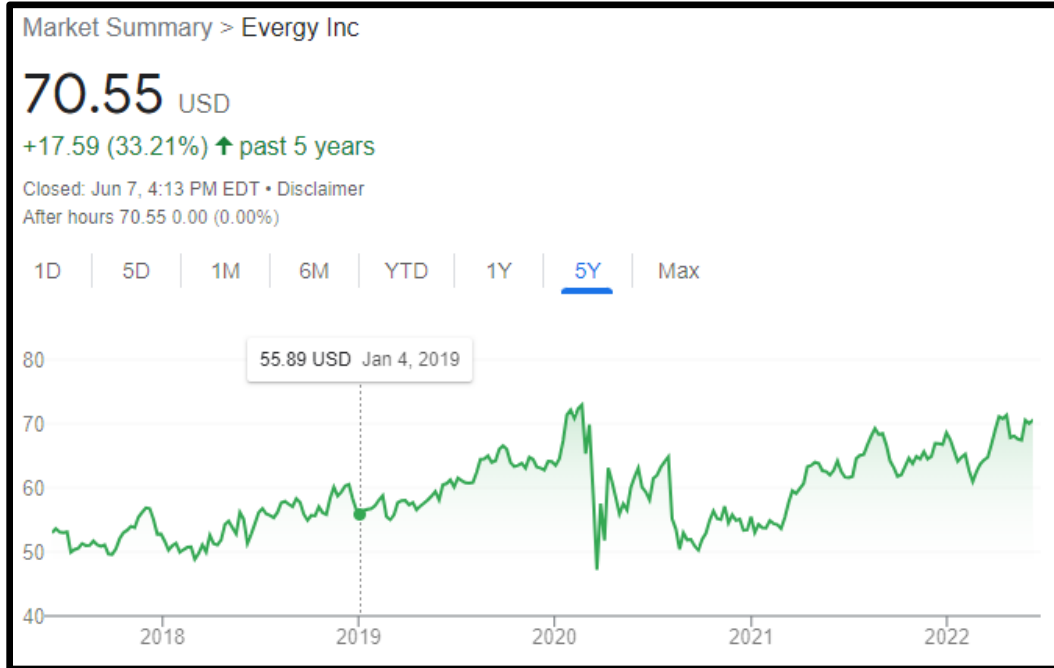 Market Summary > Evergy Inc
70.55 USD
+17.59 (33.21%) ↑ past 5 years
Closed: Jun 7, 4:13 PM EDT • Disclaimer
After hours 70.55 0.00 (0.00%)
1D 5D 1M 6M YTD 1Y 5Y Max
55.89 USD Jan 4, 2019
80
70
60
50
40
2018 2019 2020 2021 2022